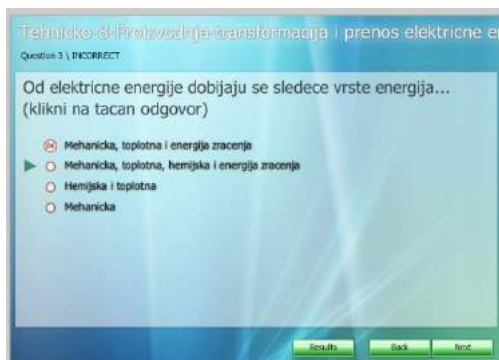 Tehnicko 8-Proizvodnja transformacija i prenos elektricne e
Question 3 \ INCORRECT
Od elektricne energije dobijaju se sledece vrste energija...
(klikni na tacan odgovor)
Mehanicka, toplotna i energija zracenja
Mehanicka, toplotna, hemijska i energija zracenja
Hemijska i toplotna
Mehanicka
Results Back Next